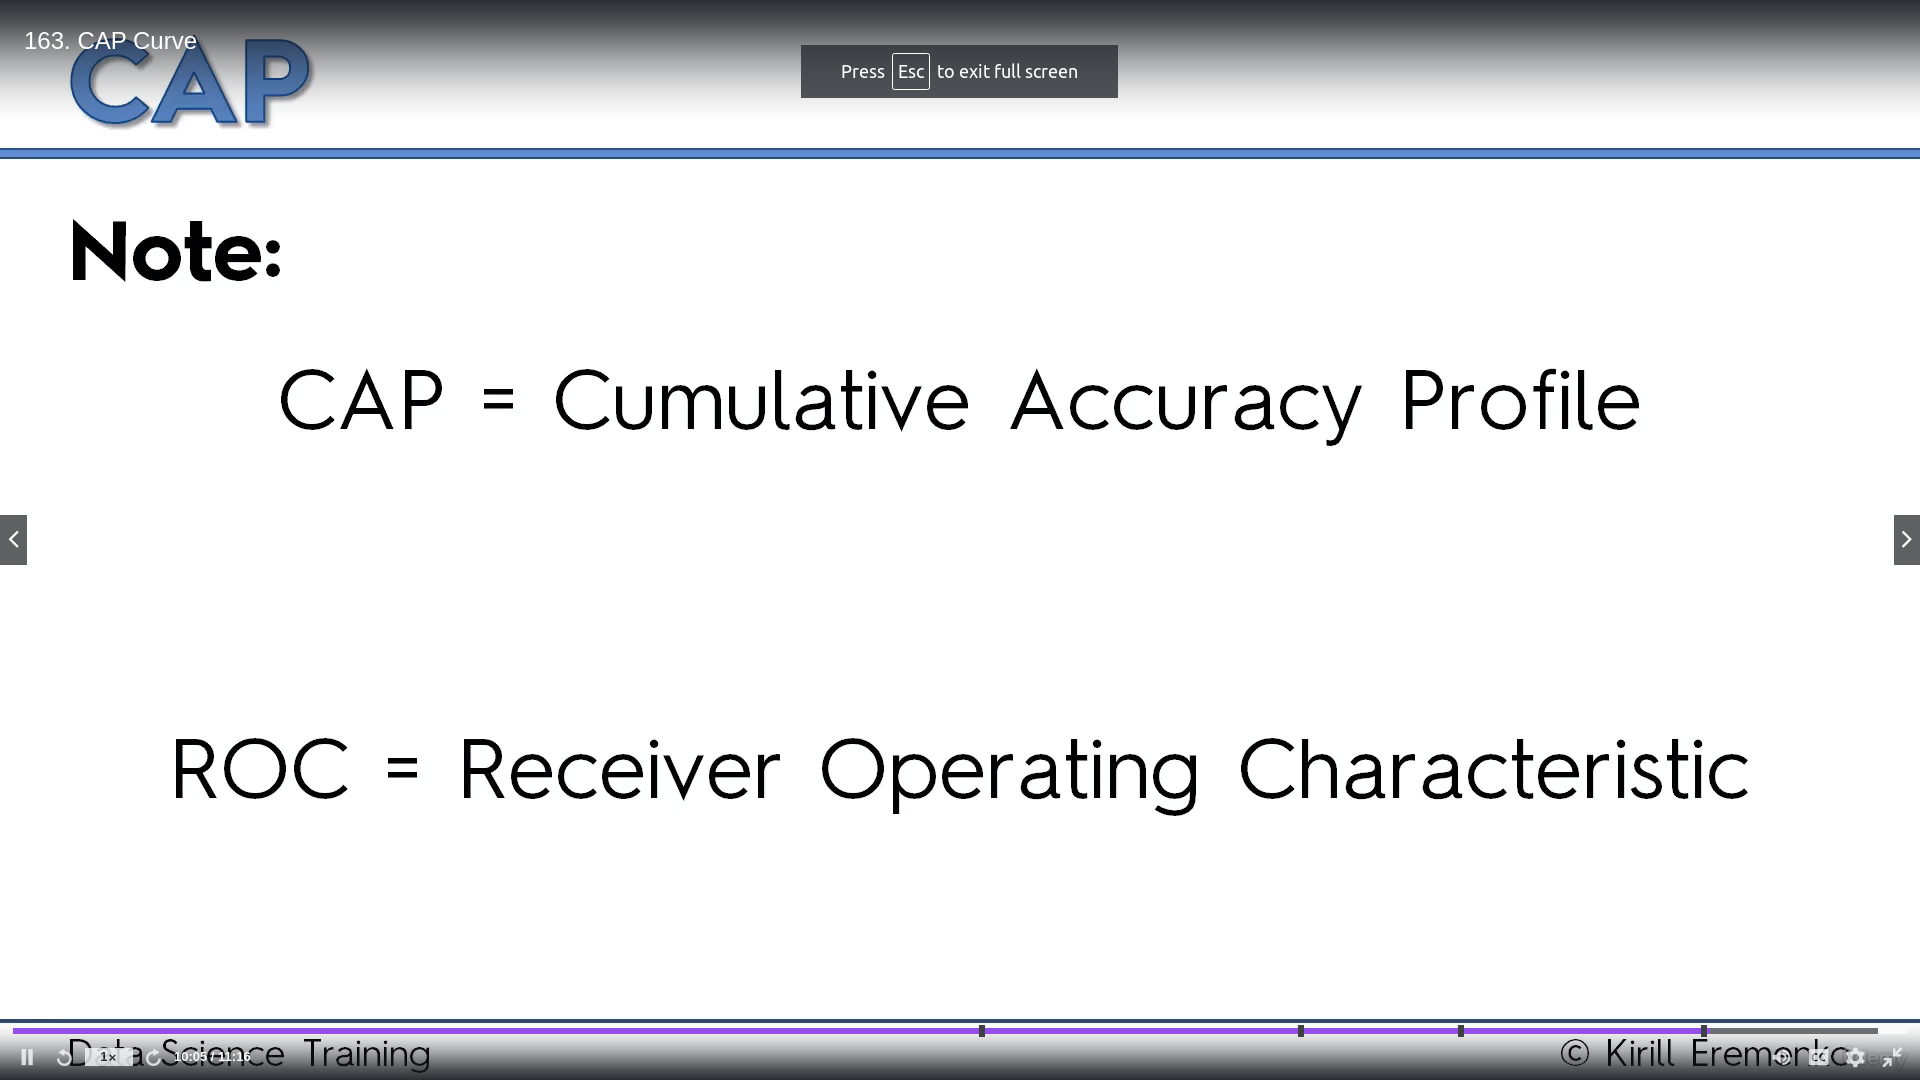 163. CAP Curve
CAP
Press Esc to exit full screen
Note:
CAP = Cumulative Accuracy Profile
ROC = Receiver Operating Characteristic
Data Science Training
© Kirill Eremenko
1x
10:05 / 11:16
CC